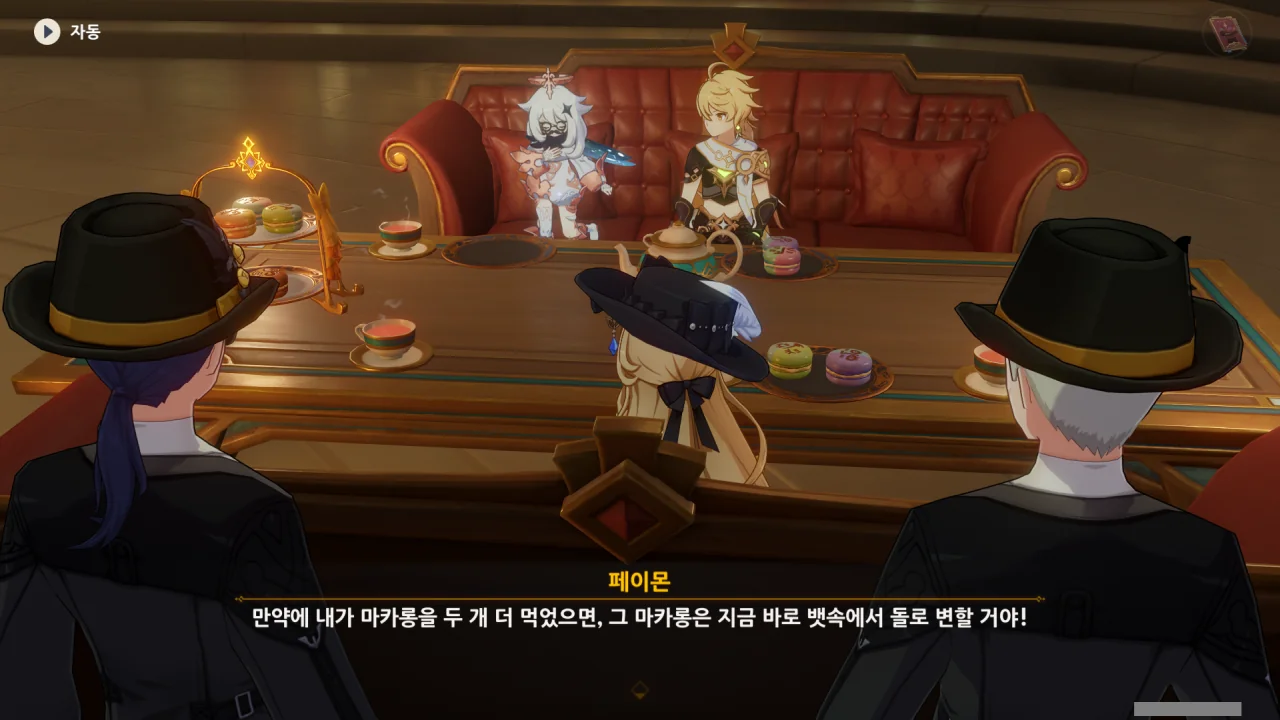 자동
페이몬
만약에 내가 마카롱을 두 개 더 먹었으면, 그 마카롱은 지금 바로 뱃속에서 돌로 변할 거야!